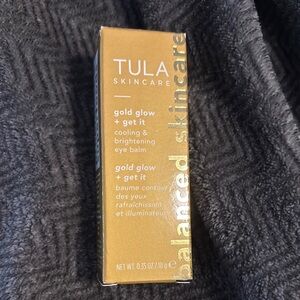 TULA
SKINCARE
gold glow
+ get it
cooling &
brightening
eye balm
gold glow
+ get it
baume contour
des yeux
rafraîchissant
et illuminateur
NET WT. 0.35 OZ / 10 g e
balanced skincare